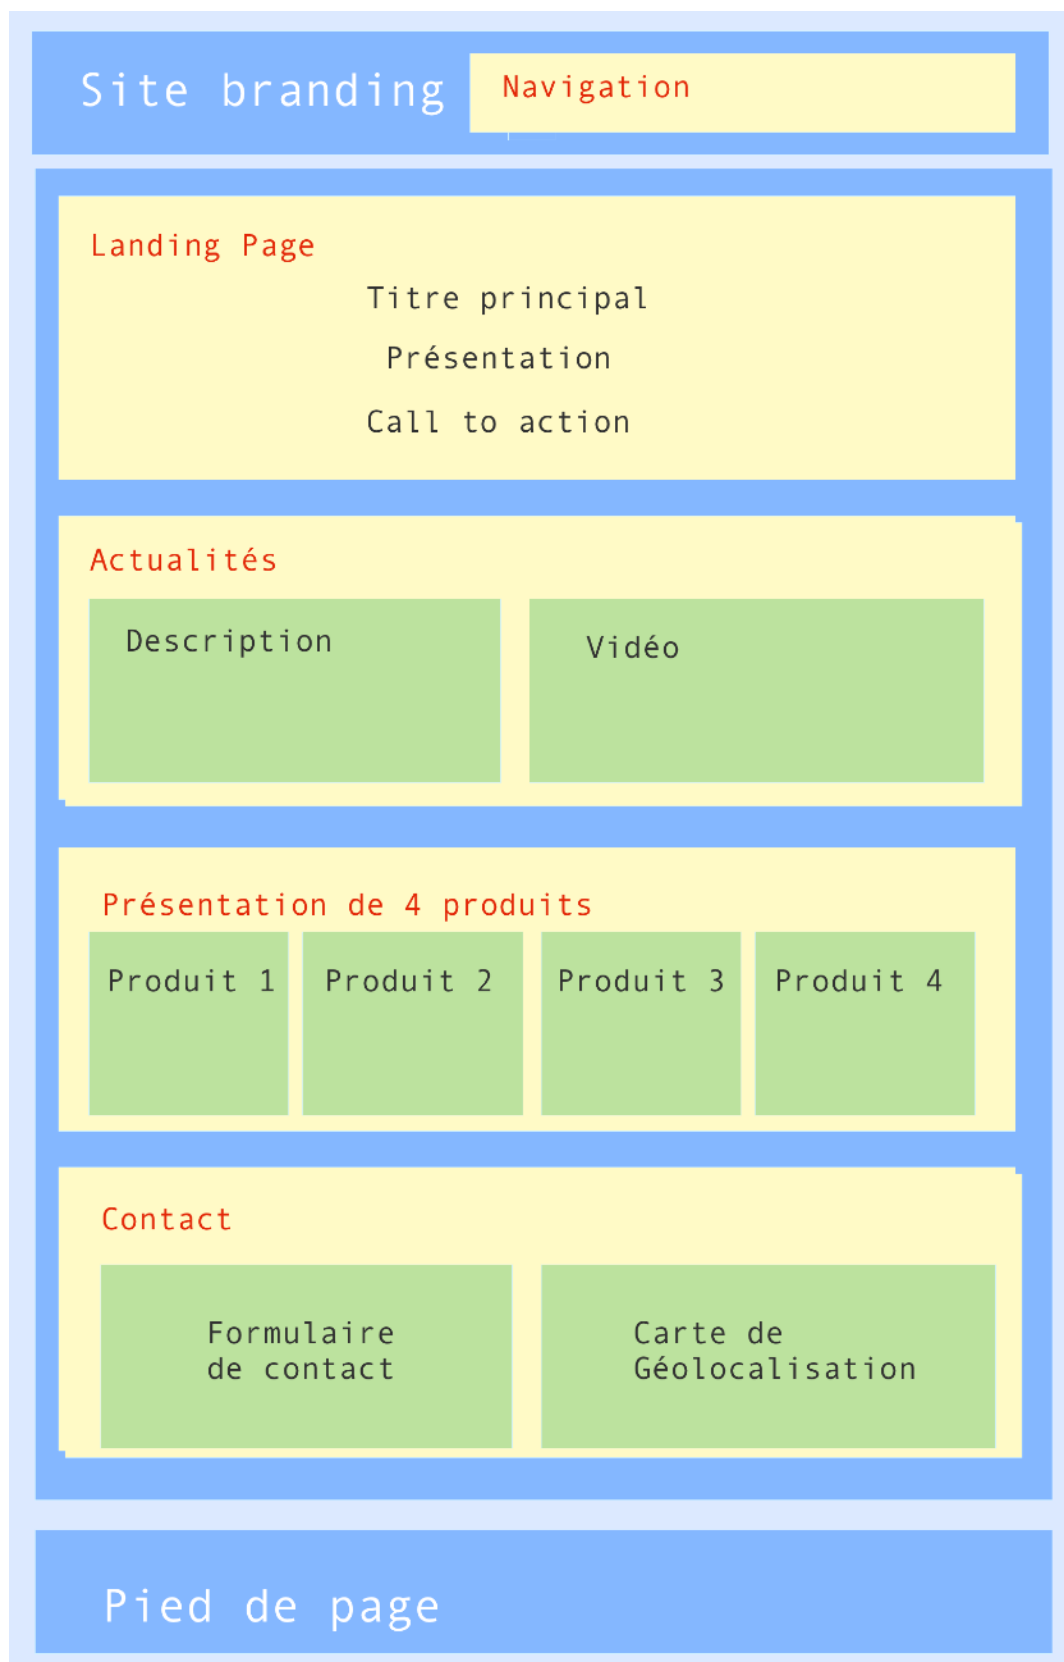 Site branding
Navigation
Landing Page
Titre principal
Présentation
Call to action
Actualités
Description
Vidéo
Présentation de 4 produits
Produit 1
Produit 2
Produit 3
Produit 4
Contact
Formulaire
de contact
Carte de
Géolocalisation
Pied de page